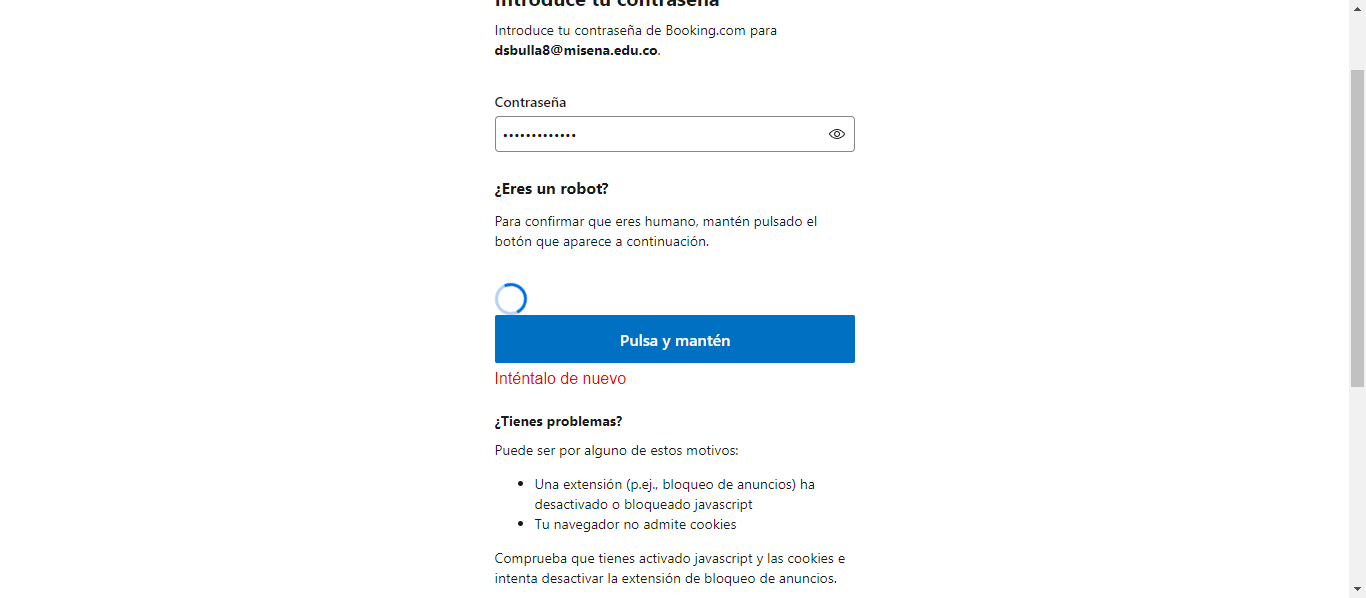 Introduce tu contraseña
Introduce tu contraseña de Booking.com para
dsbulla8@misena.edu.co.
Contraseña
•••••••••••••
¿Eres un robot?
Para confirmar que eres humano, mantén pulsado el
botón que aparece a continuación.
Pulsa y mantén
Inténtalo de nuevo
¿Tienes problemas?
Puede ser por alguno de estos motivos:
• Una extensión (p.ej., bloqueo de anuncios) ha
desactivado o bloqueado javascript
• Tu navegador no admite cookies
Comprueba que tienes activado javascript y las cookies e
intenta desactivar la extensión de bloqueo de anuncios.